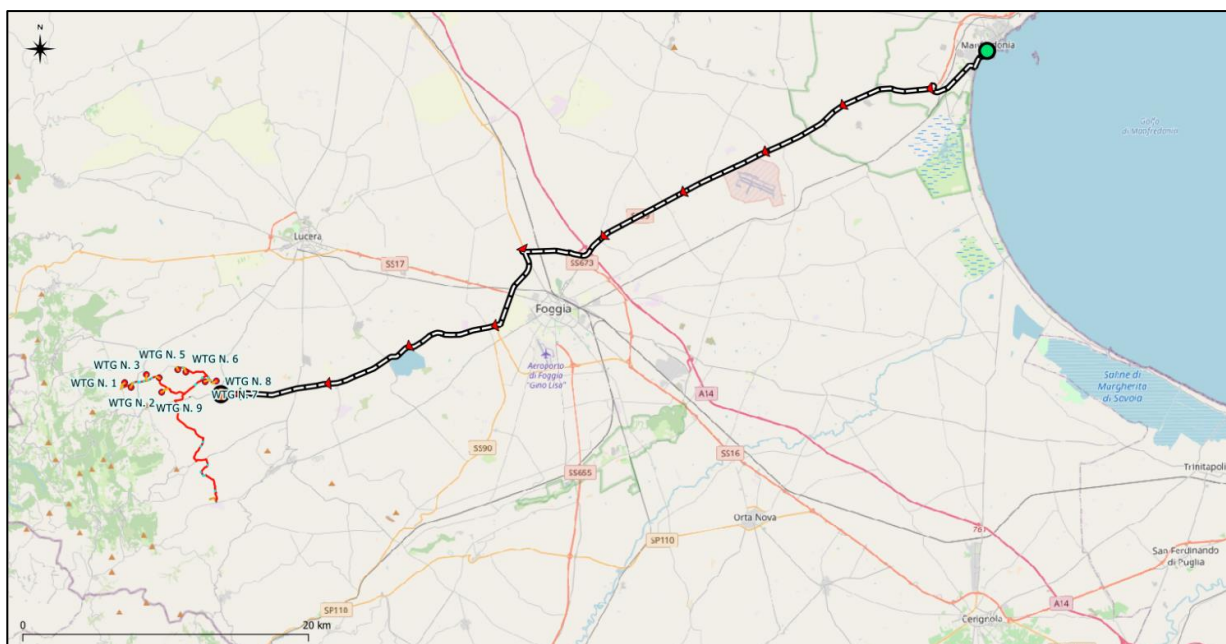 N
Manfredonia
Golfo
di Manfredonia
Lucera
SS17
SS673
Foggia
Aeroporto
di Foggia
"Gino Lisa"
WTG N. 5
WTG N. 6
WTG N. 3
WTG N. 1
WTG N. 8
WTG N. 7
WTG N. 2
WTG N. 9
A14
Saline di
Margherita
di Savoia
SS90
SS16
SS655
Trinitapoli
Orta Nova
SP110
San Ferdinando
di Puglia
SP110
A14
Cerignola
0
20 km